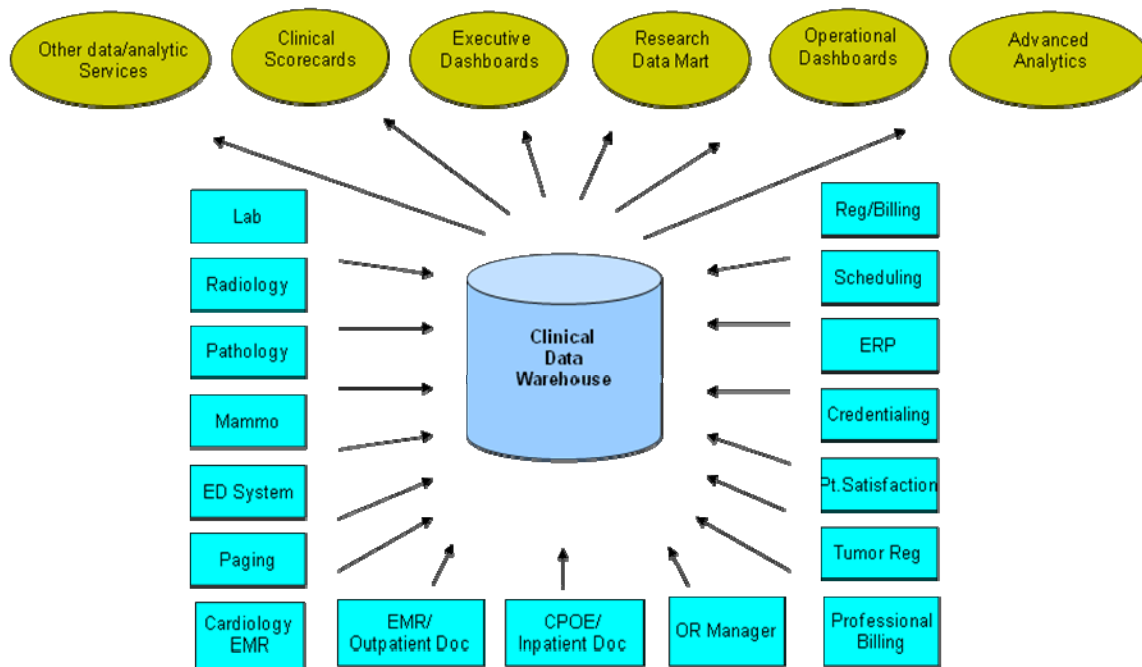 Other data/analytic
Services
Clinical
Scorecards
Executive
Dashboards
Research
Data Mart
Operational
Dashboards
Advanced
Analytics
Lab
Radiology
Pathology
Mammo
ED System
Paging
Cardiology
EMR
Clinical
Data
Warehouse
EMR/
Outpatient Doc
CPOE/
Inpatient Doc
OR Manager
Reg/Billing
Scheduling
ERP
Credentialing
Pt.Satisfaction
Tumor Reg
Professional
Billing